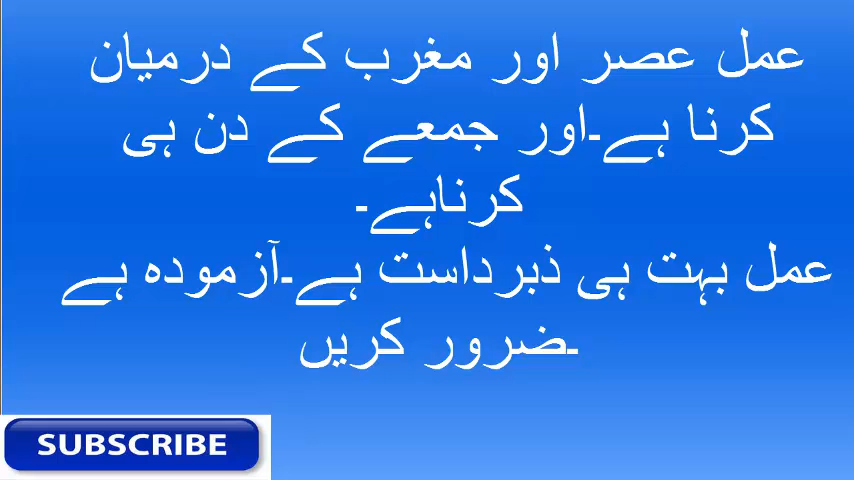 عمل عصر اور مغرب کے درمیان
کرنا ہے۔اور جمعے کے دن ہی
کرناہے۔
عمل بہت ہی ذبرداست ہے۔آزمودہ ہے
۔ضرور کریں
SUBSCRIBE